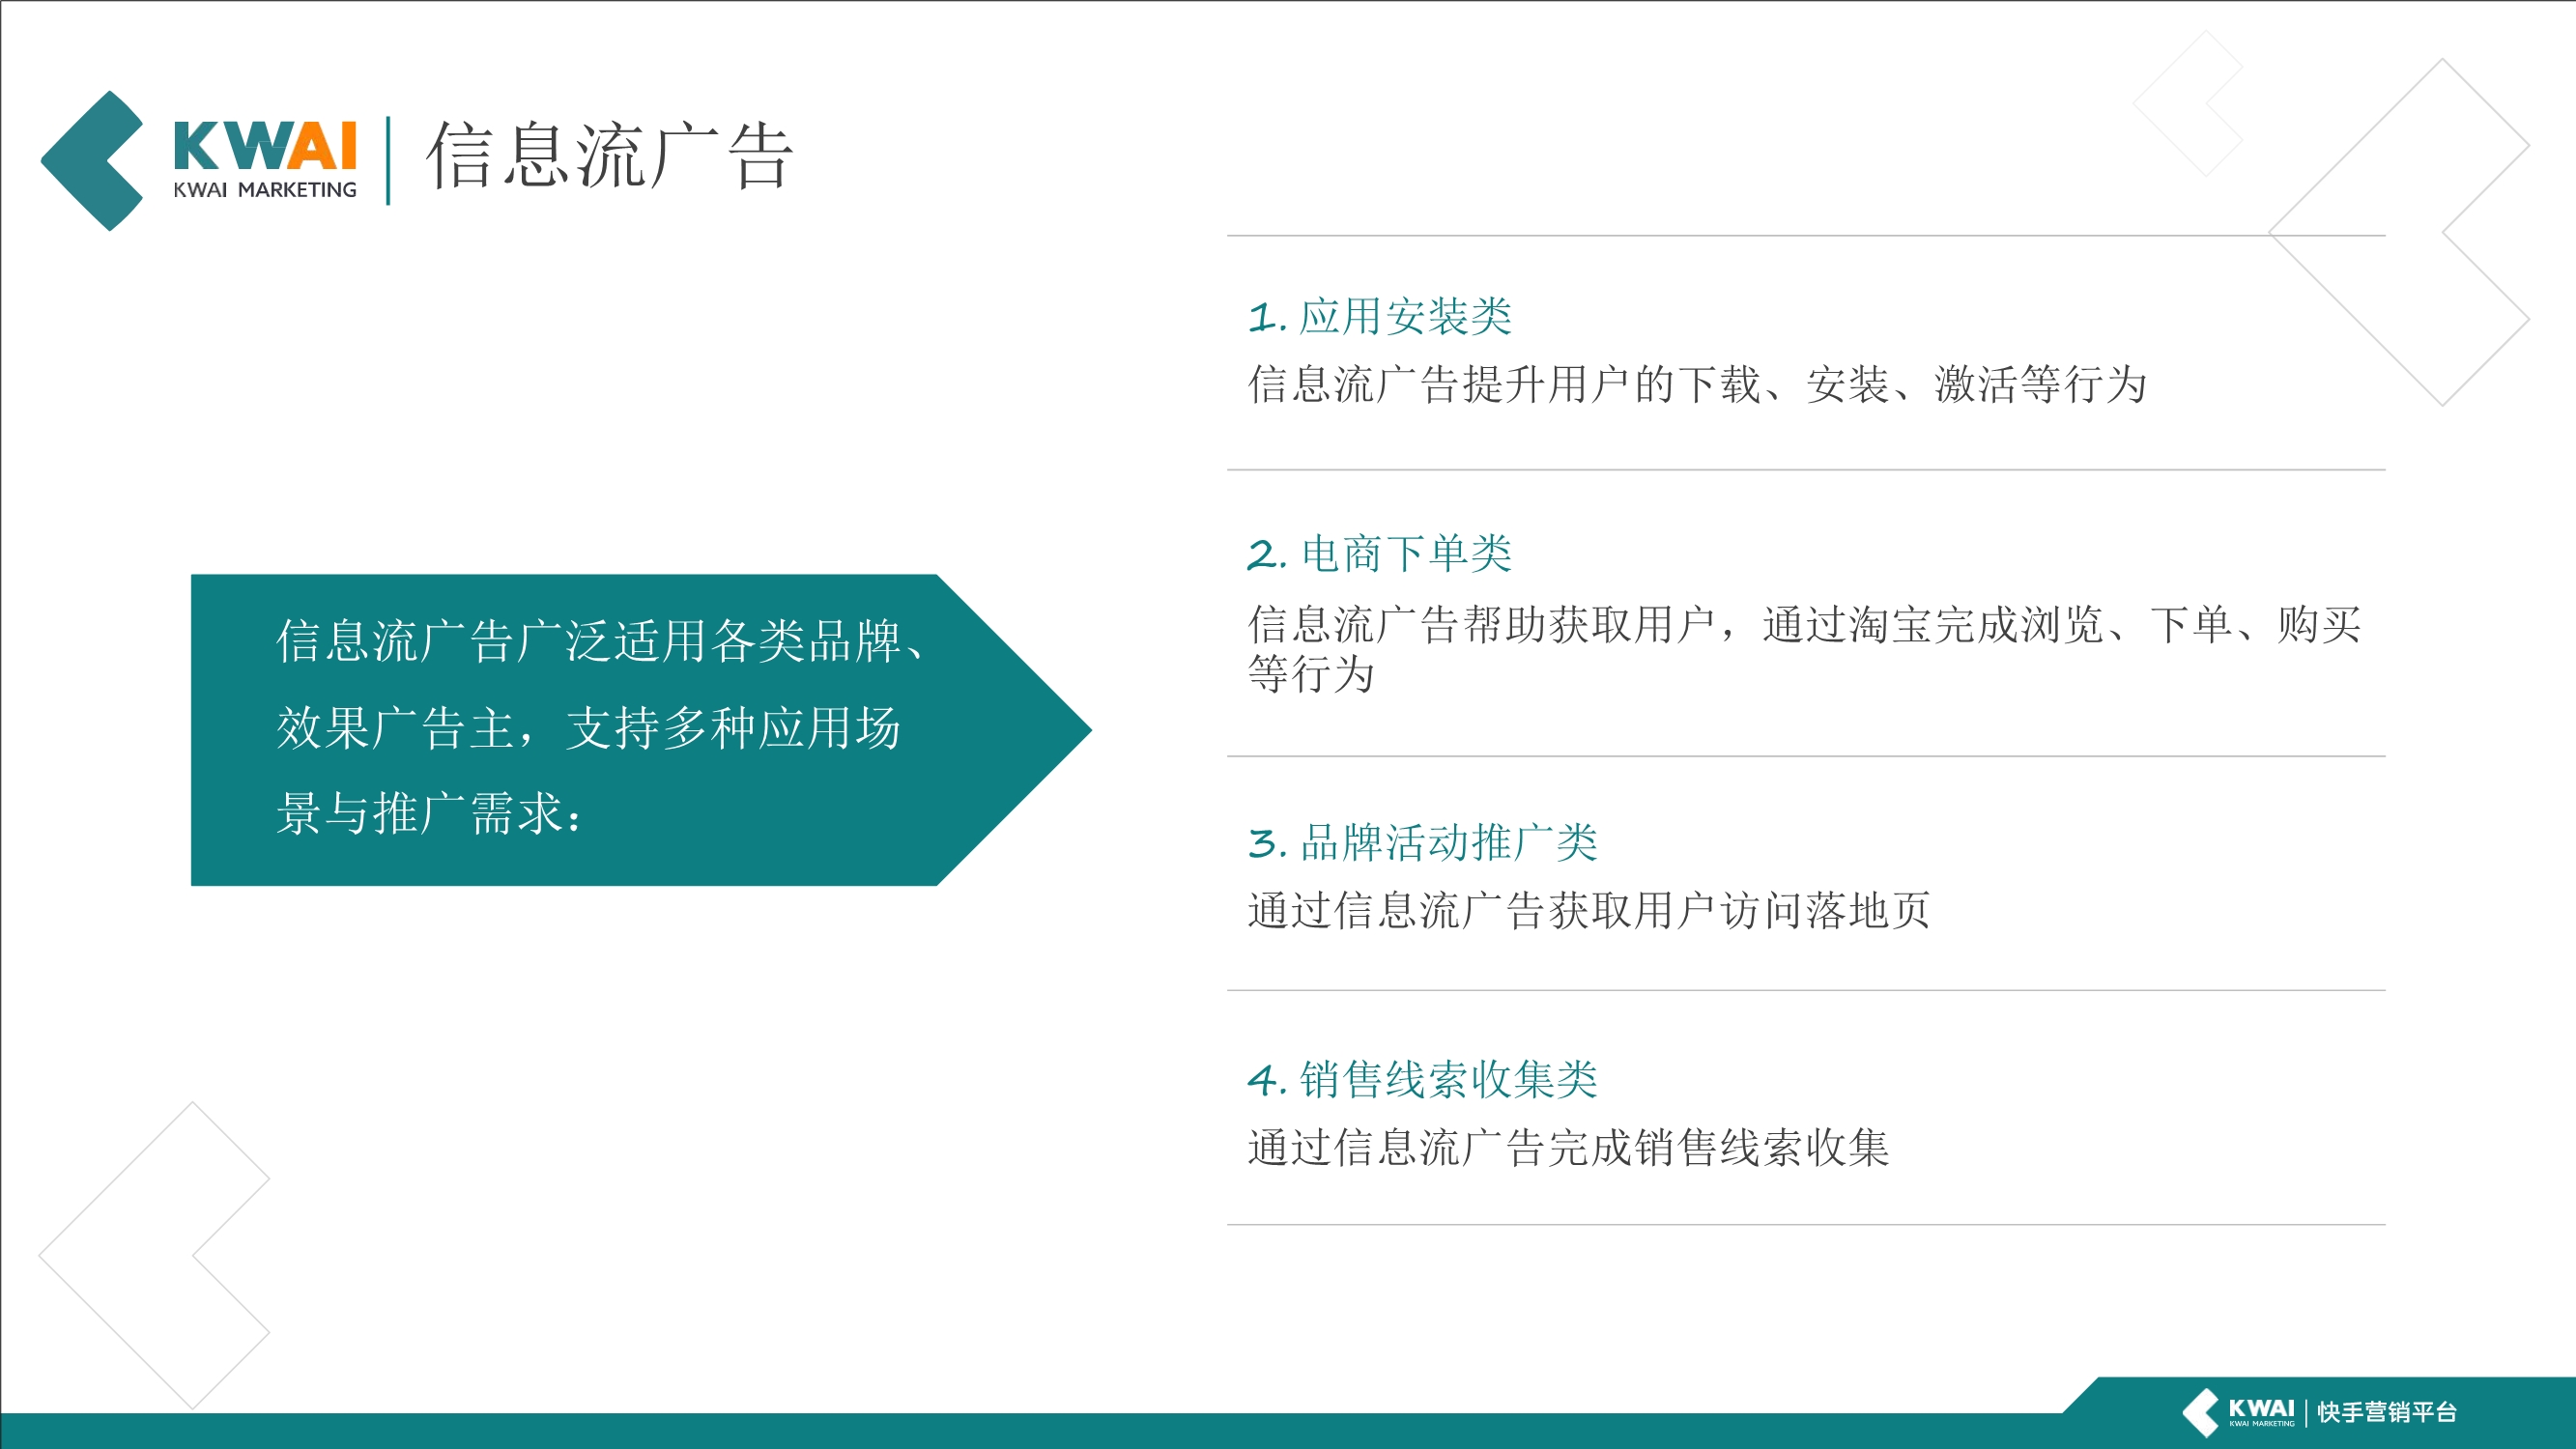 KWAI
KWAI MARKETING
信息流广告
信息流广告广泛适用各类品牌、
效果广告主，支持多种应用场
景与推广需求：
1. 应用安装类
信息流广告提升用户的下载、安装、激活等行为
2. 电商下单类
信息流广告帮助获取用户，通过淘宝完成浏览、下单、购买
等行为
3. 品牌活动推广类
通过信息流广告获取用户访问落地页
4. 销售线索收集类
通过信息流广告完成销售线索收集
KWAI
KWAI MARKETING
快手营销平台